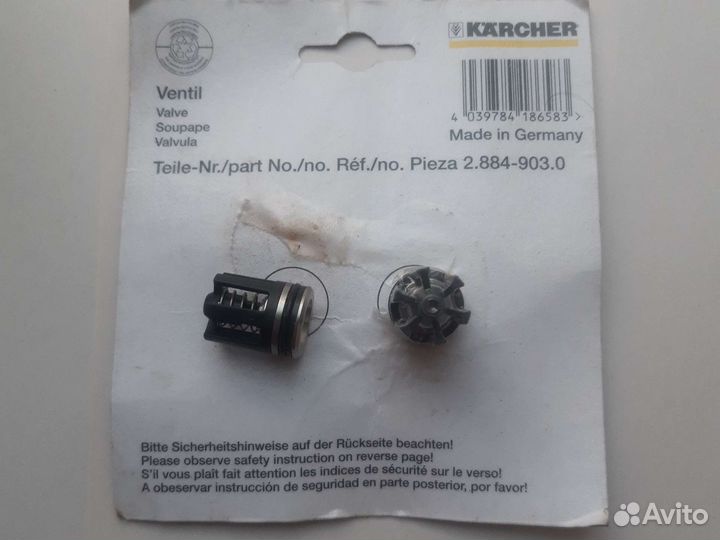 KÄRCHER
Ventil
Valve
Soupape
Valvula
4 039784 186583 >
Made in Germany
Teile-Nr./part No./no. Réf./no. Pieza 2.884-903.0
Bitte Sicherheitshinweise auf der Rückseite beachten!
Please observe safety instruction on reverse page!
S'il vous plaît fait attention les indices de sécurité sur le verso!
A obeservar instrucción de seguridad en parte posterior, por favor!
Avito